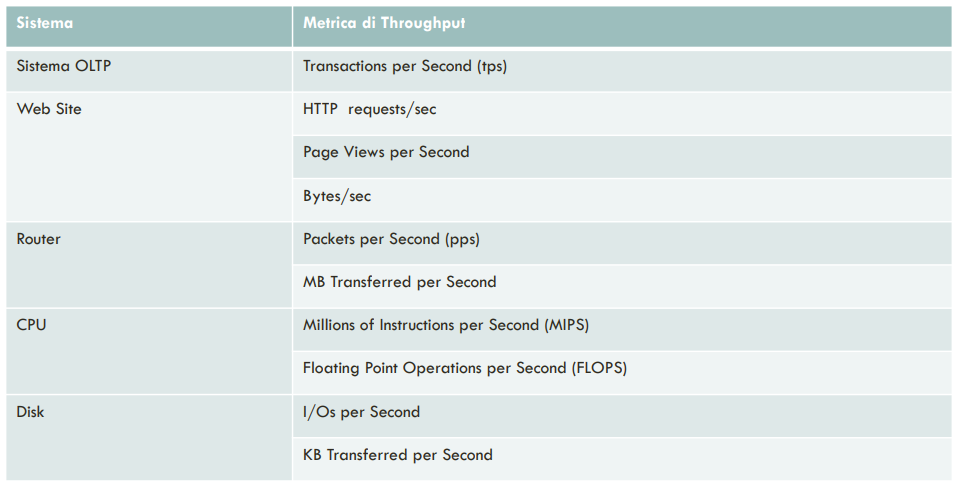 Sistema Metrica di Throughput
Sistema OLTP Transactions per Second (tps)
Web Site HTTP requests/sec
Page Views per Second
Bytes/sec
Router Packets per Second (pps)
MB Transferred per Second
CPU Millions of Instructions per Second (MIPS)
Floating Point Operations per Second (FLOPS)
Disk I/Os per Second
KB Transferred per Second